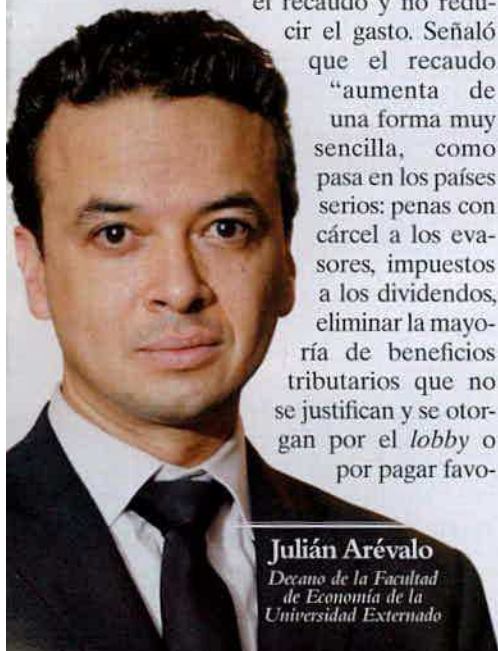 el recaudo y no redu-
cir el gasto. Señaló
que el recaudo
“aumenta de
una forma muy
sencilla, como
pasa en los países
serios: penas con
cárcel a los eva-
sores, impuestos
a los dividendos,
eliminar la mayo-
ría de beneficios
tributarios que no
se justifican y se otor-
gan por el lobby o
por pagar favo-
Julián Arévalo
Decano de la Facultad
de Economía de la
Universidad Externado